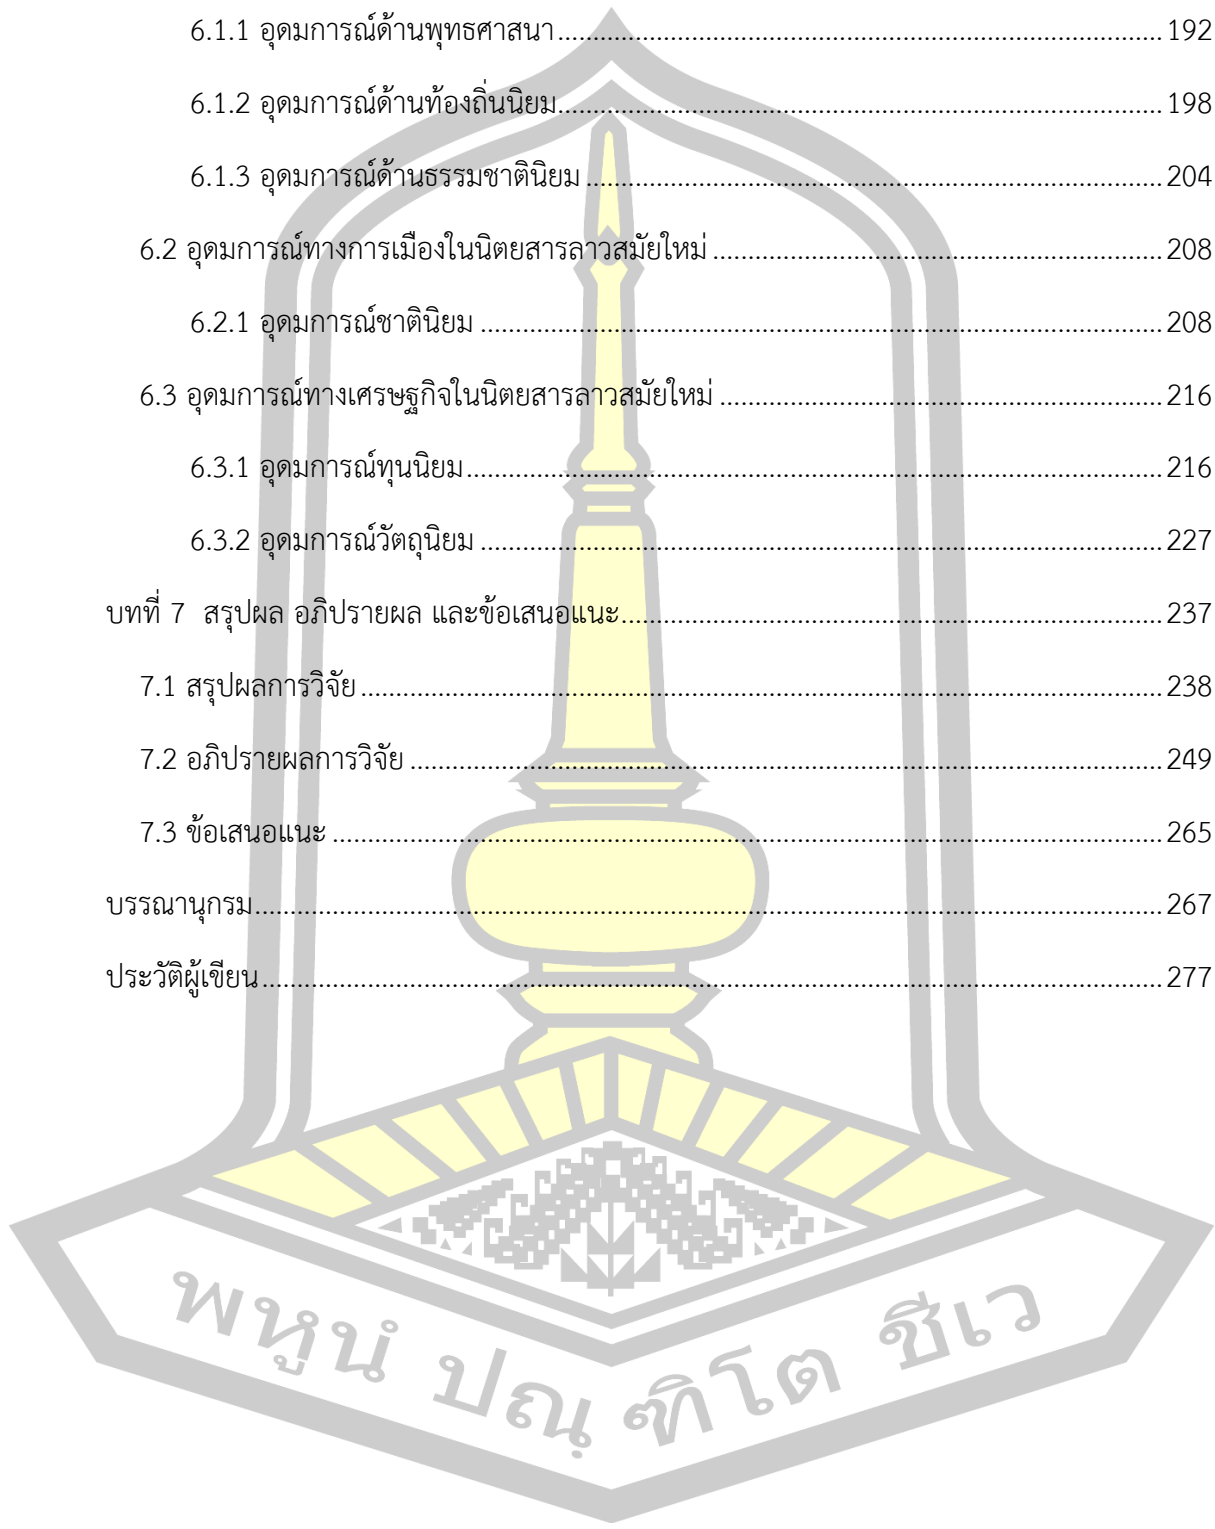 6.1.1 อุดมการณ์ด้านพุทธศาสนา........................................................................ 192
6.1.2 อุดมการณ์ด้านท้องถิ่นนิยม........................................................................ 198
6.1.3 อุดมการณ์ด้านธรรมชาตินิยม..................................................................... 204
6.2 อุดมการณ์ทางการเมืองในนิตยสารลาวสมัยใหม่..................................................... 208
6.2.1 อุดมการณ์ชาตินิยม.................................................................................. 208
6.3 อุดมการณ์ทางเศรษฐกิจในนิตยสารลาวสมัยใหม่.................................................... 216
6.3.1 อุดมการณ์ทุนนิยม................................................................................... 216
6.3.2 อุดมการณ์วัตถุนิยม.................................................................................. 227
บทที่ 7 สรุปผล อภิปรายผล และข้อเสนอแนะ................................................................ 237
7.1 สรุปผลการวิจัย.................................................................................................. 238
7.2 อภิปรายผลการวิจัย............................................................................................ 249
7.3 ข้อเสนอแนะ...................................................................................................... 265
บรรณานุกรม............................................................................................................. 267
ประวัติผู้เขียน............................................................................................................ 277
พหูนํ ปณฺฑิโต ชีเว